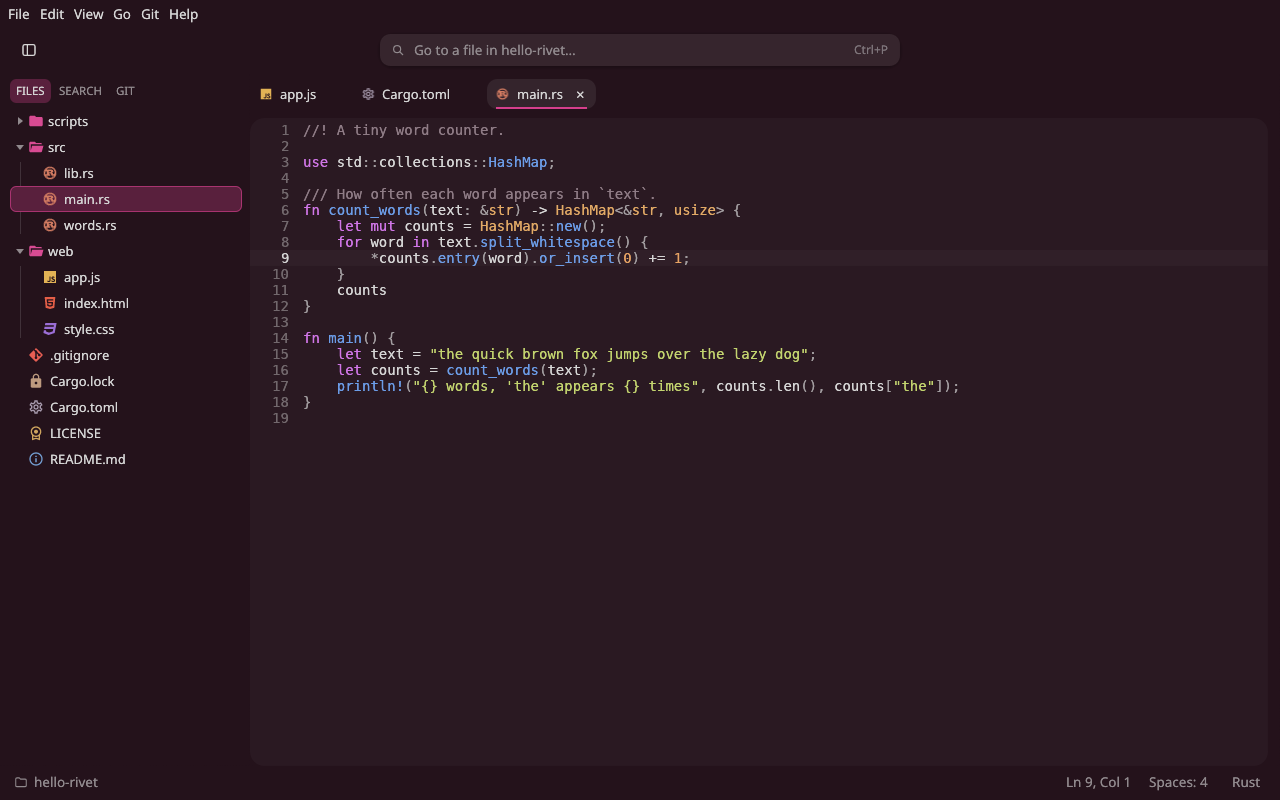 File Edit View Go Git Help
Go to a file in hello-rivet... Ctrl+P
FILES SEARCH GIT
app.js Cargo.toml main.rs ×
scripts
src
lib.rs
main.rs
words.rs
web
app.js
index.html
style.css
.gitignore
Cargo.lock
Cargo.toml
LICENSE
README.md
1 //! A tiny word counter.
2
3 use std::collections::HashMap;
4
5 /// How often each word appears in `text`.
6 fn count_words(text: &str) -> HashMap<&str, usize> {
7     let mut counts = HashMap::new();
8     for word in text.split_whitespace() {
9         *counts.entry(word).or_insert(0) += 1;
10     }
11     counts
12 }
13
14 fn main() {
15     let text = "the quick brown fox jumps over the lazy dog";
16     let counts = count_words(text);
17     println!("{} words, 'the' appears {} times", counts.len(), counts["the"]);
18 }
19
hello-rivet Ln 9, Col 1 Spaces: 4 Rust